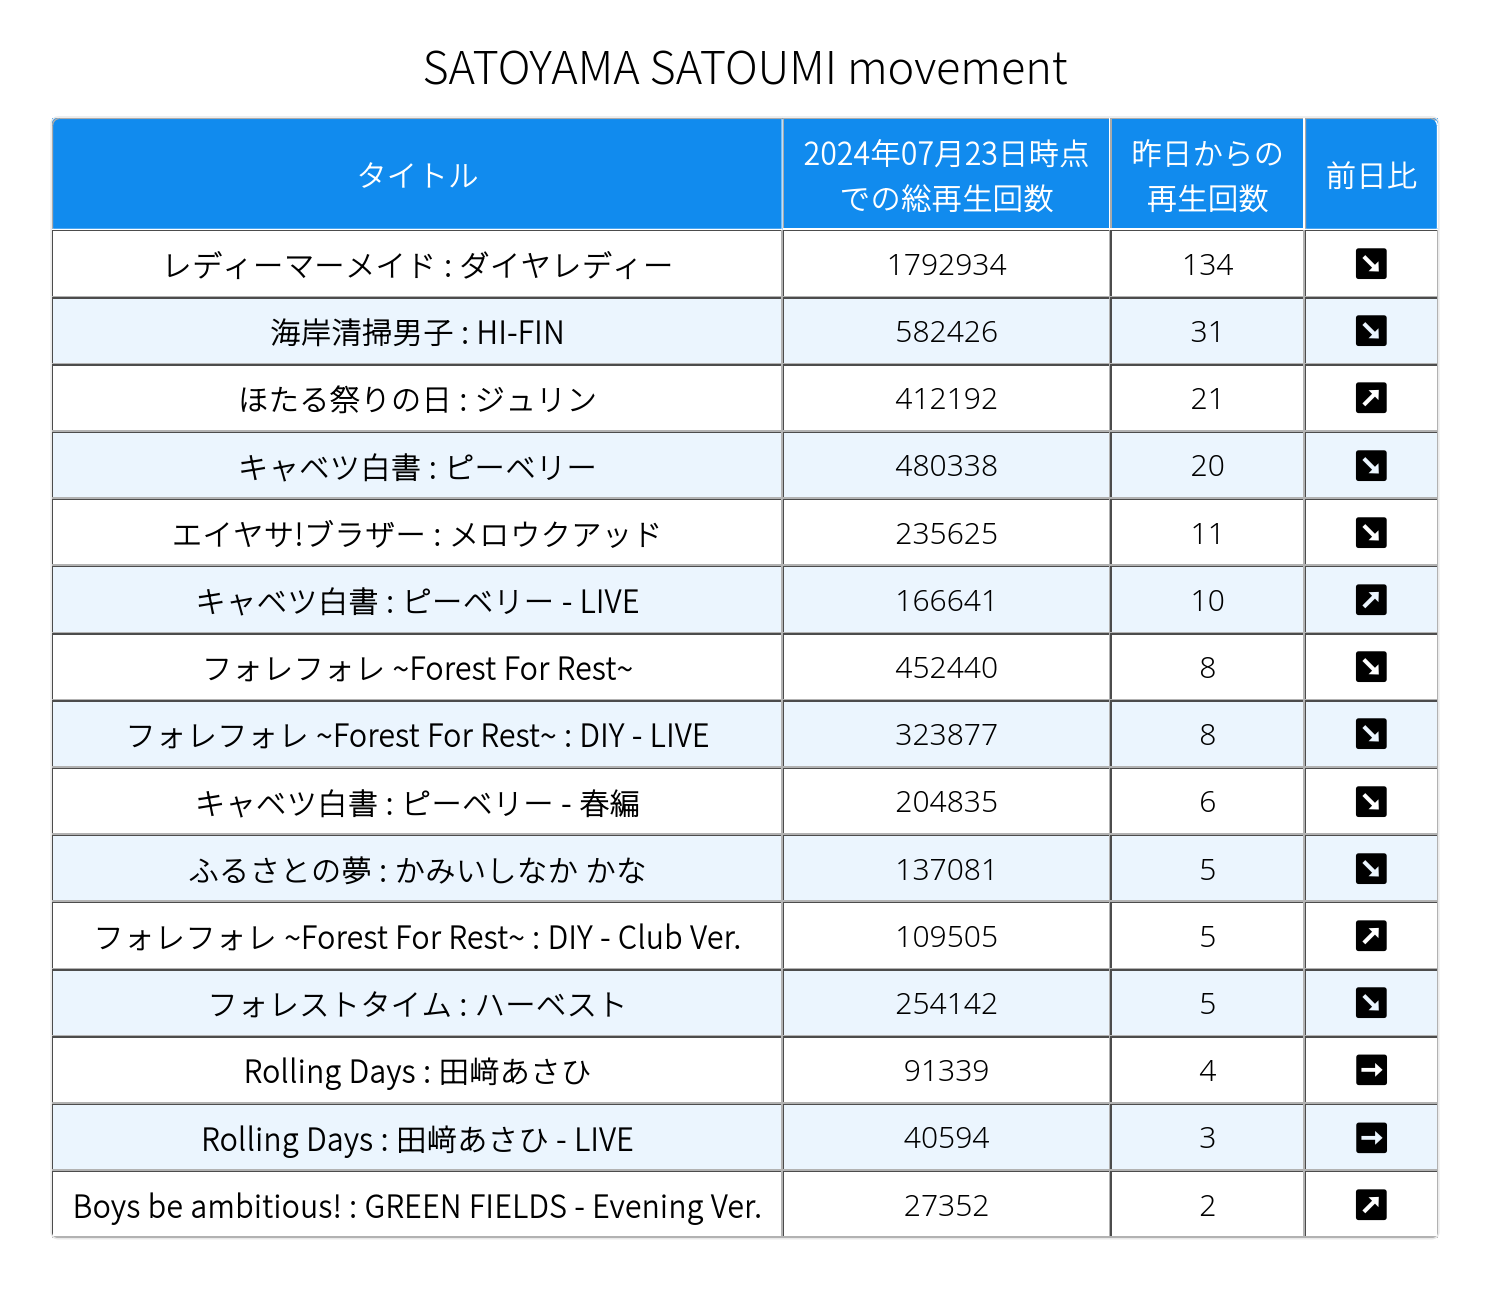 SATOYAMA SATOUMI movement
タイトル 2024年07月23日時点での総再生回数 昨日からの再生回数 前日比
レディーマーメイド : ダイヤレディー 1792934 134 ↘
海岸清掃男子 : HI-FIN 582426 31 ↘
ほたる祭りの日 : ジュリン 412192 21 ↗
キャベツ白書 : ピーベリー 480338 20 ↘
エイヤサ!ブラザー : メロウクアッド 235625 11 ↘
キャベツ白書 : ピーベリー - LIVE 166641 10 ↗
フォレフォレ ~Forest For Rest~ 452440 8 ↘
フォレフォレ ~Forest For Rest~ : DIY - LIVE 323877 8 ↘
キャベツ白書 : ピーベリー - 春編 204835 6 ↘
ふるさとの夢 : かみいしなか かな 137081 5 ↘
フォレフォレ ~Forest For Rest~ : DIY - Club Ver. 109505 5 ↗
フォレストタイム : ハーベスト 254142 5 ↘
Rolling Days : 田﨑あさひ 91339 4 →
Rolling Days : 田﨑あさひ - LIVE 40594 3 →
Boys be ambitious! : GREEN FIELDS - Evening Ver. 27352 2 ↗